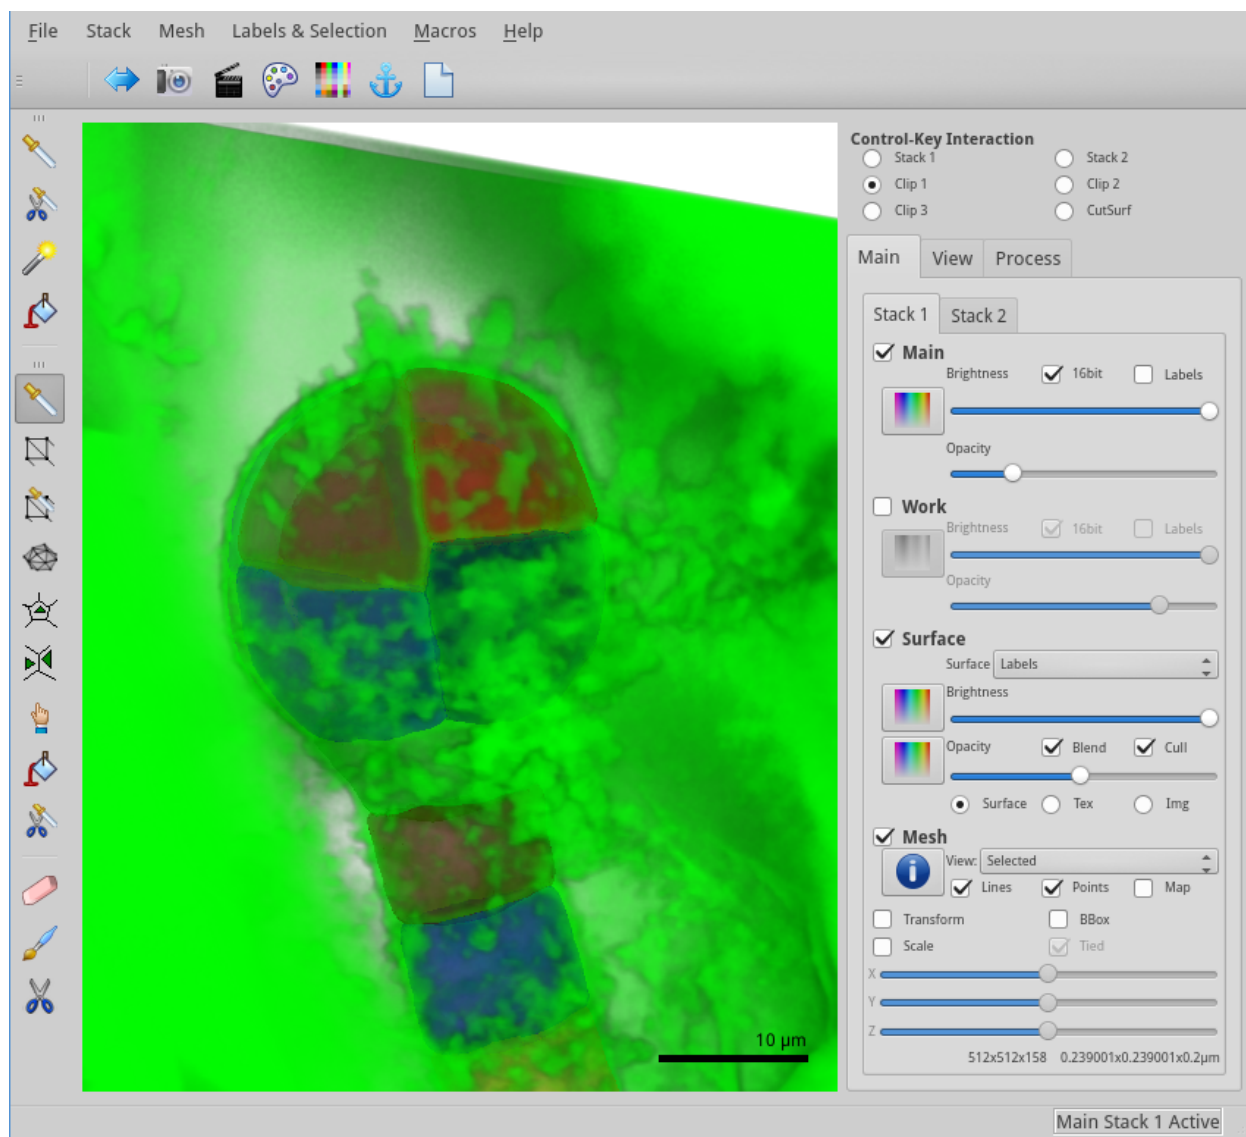 File Stack Mesh Labels & Selection Macros Help
Control-Key Interaction
Stack 1 Stack 2
Clip 1 Clip 2
Clip 3 CutSurf
Main View Process
Stack 1 Stack 2
Main
Brightness 16bit Labels
Opacity
Work
Brightness 16bit Labels
Opacity
Surface
Surface Labels
Brightness
Opacity Blend Cull
Surface Tex Img
Mesh
View: Selected
Lines Points Map
Transform BBox
Scale Tied
X
Y
Z
10 µm
512x512x158 0.239001x0.239001x0.2µm
Main Stack 1 Active